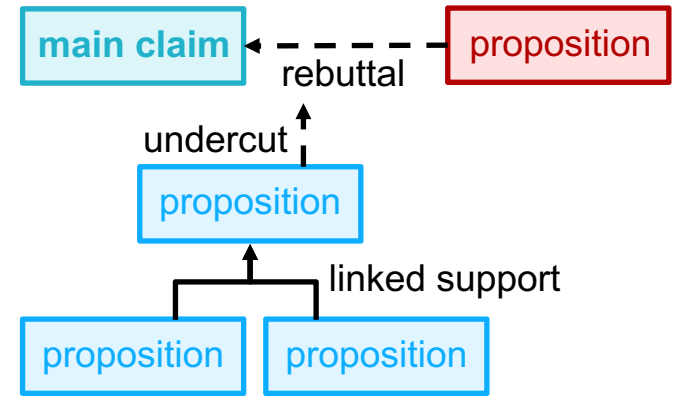 main claim
proposition
rebuttal
undercut
proposition
linked support
proposition
proposition